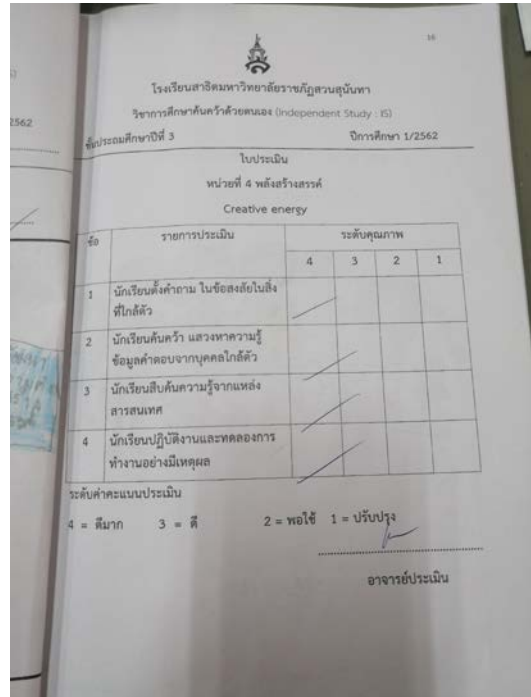 16
โรงเรียนสาธิตมหาวิทยาลัยราชภัฏสวนสุนันทา
วิชาการศึกษาค้นคว้าด้วยตนเอง (Independent Study : IS)
ชั้นประถมศึกษาปีที่ 3 ปีการศึกษา 1/2562
ใบประเมิน
หน่วยที่ 4 พลังสร้างสรรค์
Creative energy
ข้อ รายการประเมิน ระดับคุณภาพ
4 3 2 1
1 นักเรียนตั้งคำถาม ในข้อสงสัยในสิ่ง
ที่ใกล้ตัว
2 นักเรียนค้นคว้า แสวงหาความรู้
ข้อมูลคำตอบจากบุคคลใกล้ตัว
3 นักเรียนสืบค้นความรู้จากแหล่ง
สารสนเทศ
4 นักเรียนปฏิบัติงานและทดลองการ
ทำงานอย่างมีเหตุผล
ระดับค่าคะแนนประเมิน
4 = ดีมาก 3 = ดี 2 = พอใช้ 1 = ปรับปรุง
อาจารย์ประเมิน
2562